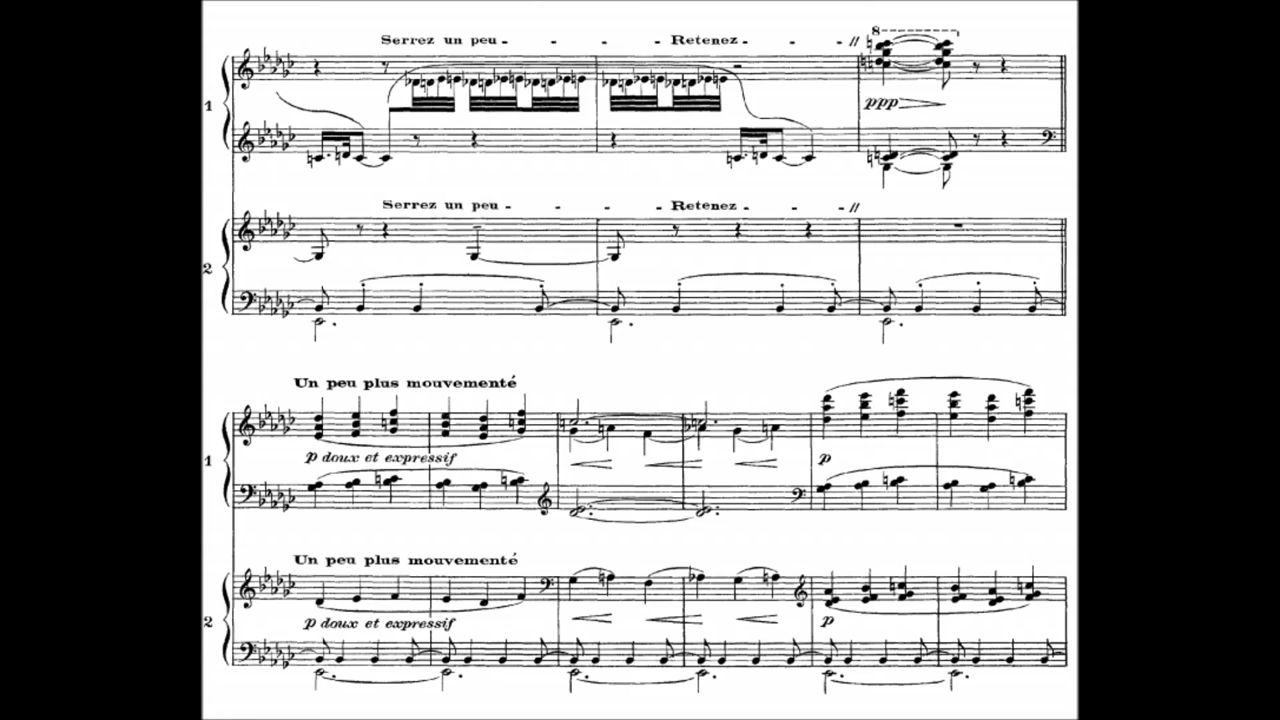 Serrez un peu - - - - Retenez - - - //
8
1
ppp
Serrez un peu - - - - Retenez - - - //
2
Un peu plus mouvementé
1
p doux et expressif
p
Un peu plus mouvementé
2
p doux et expressif
p